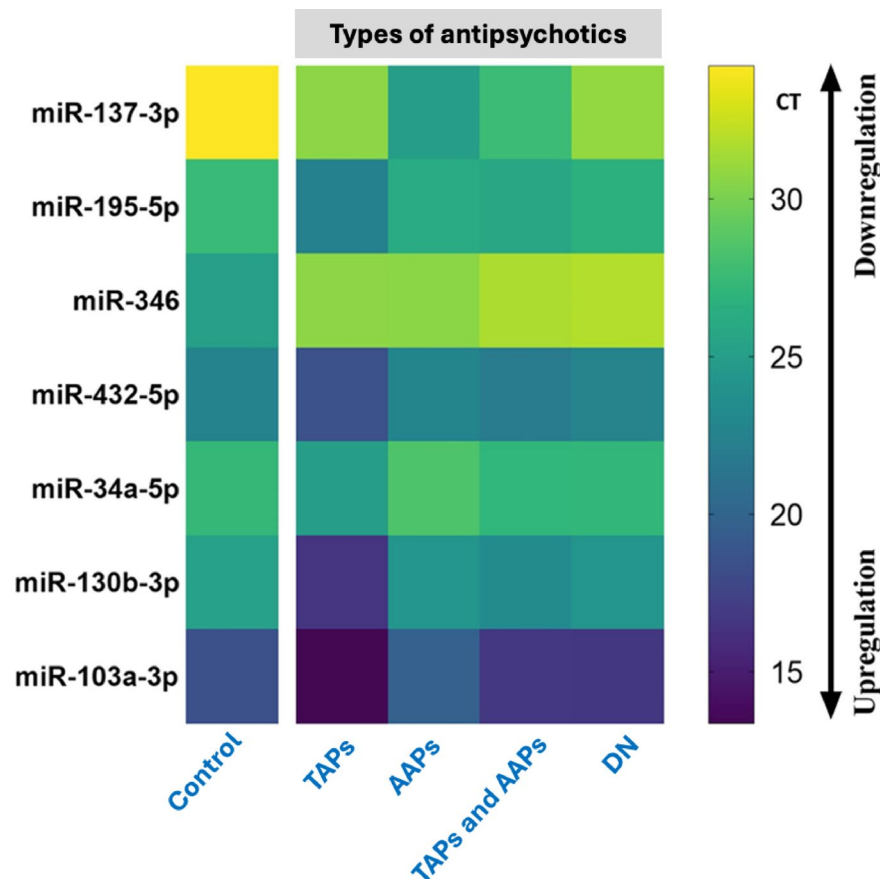 Types of antipsychotics
miR-137-3p
miR-195-5p
miR-346
miR-432-5p
miR-34a-5p
miR-130b-3p
miR-103a-3p
Control
TAPs
AAPs
TAPs and AAPs
DN
CT
30
25
20
15
Downregulation
Upregulation